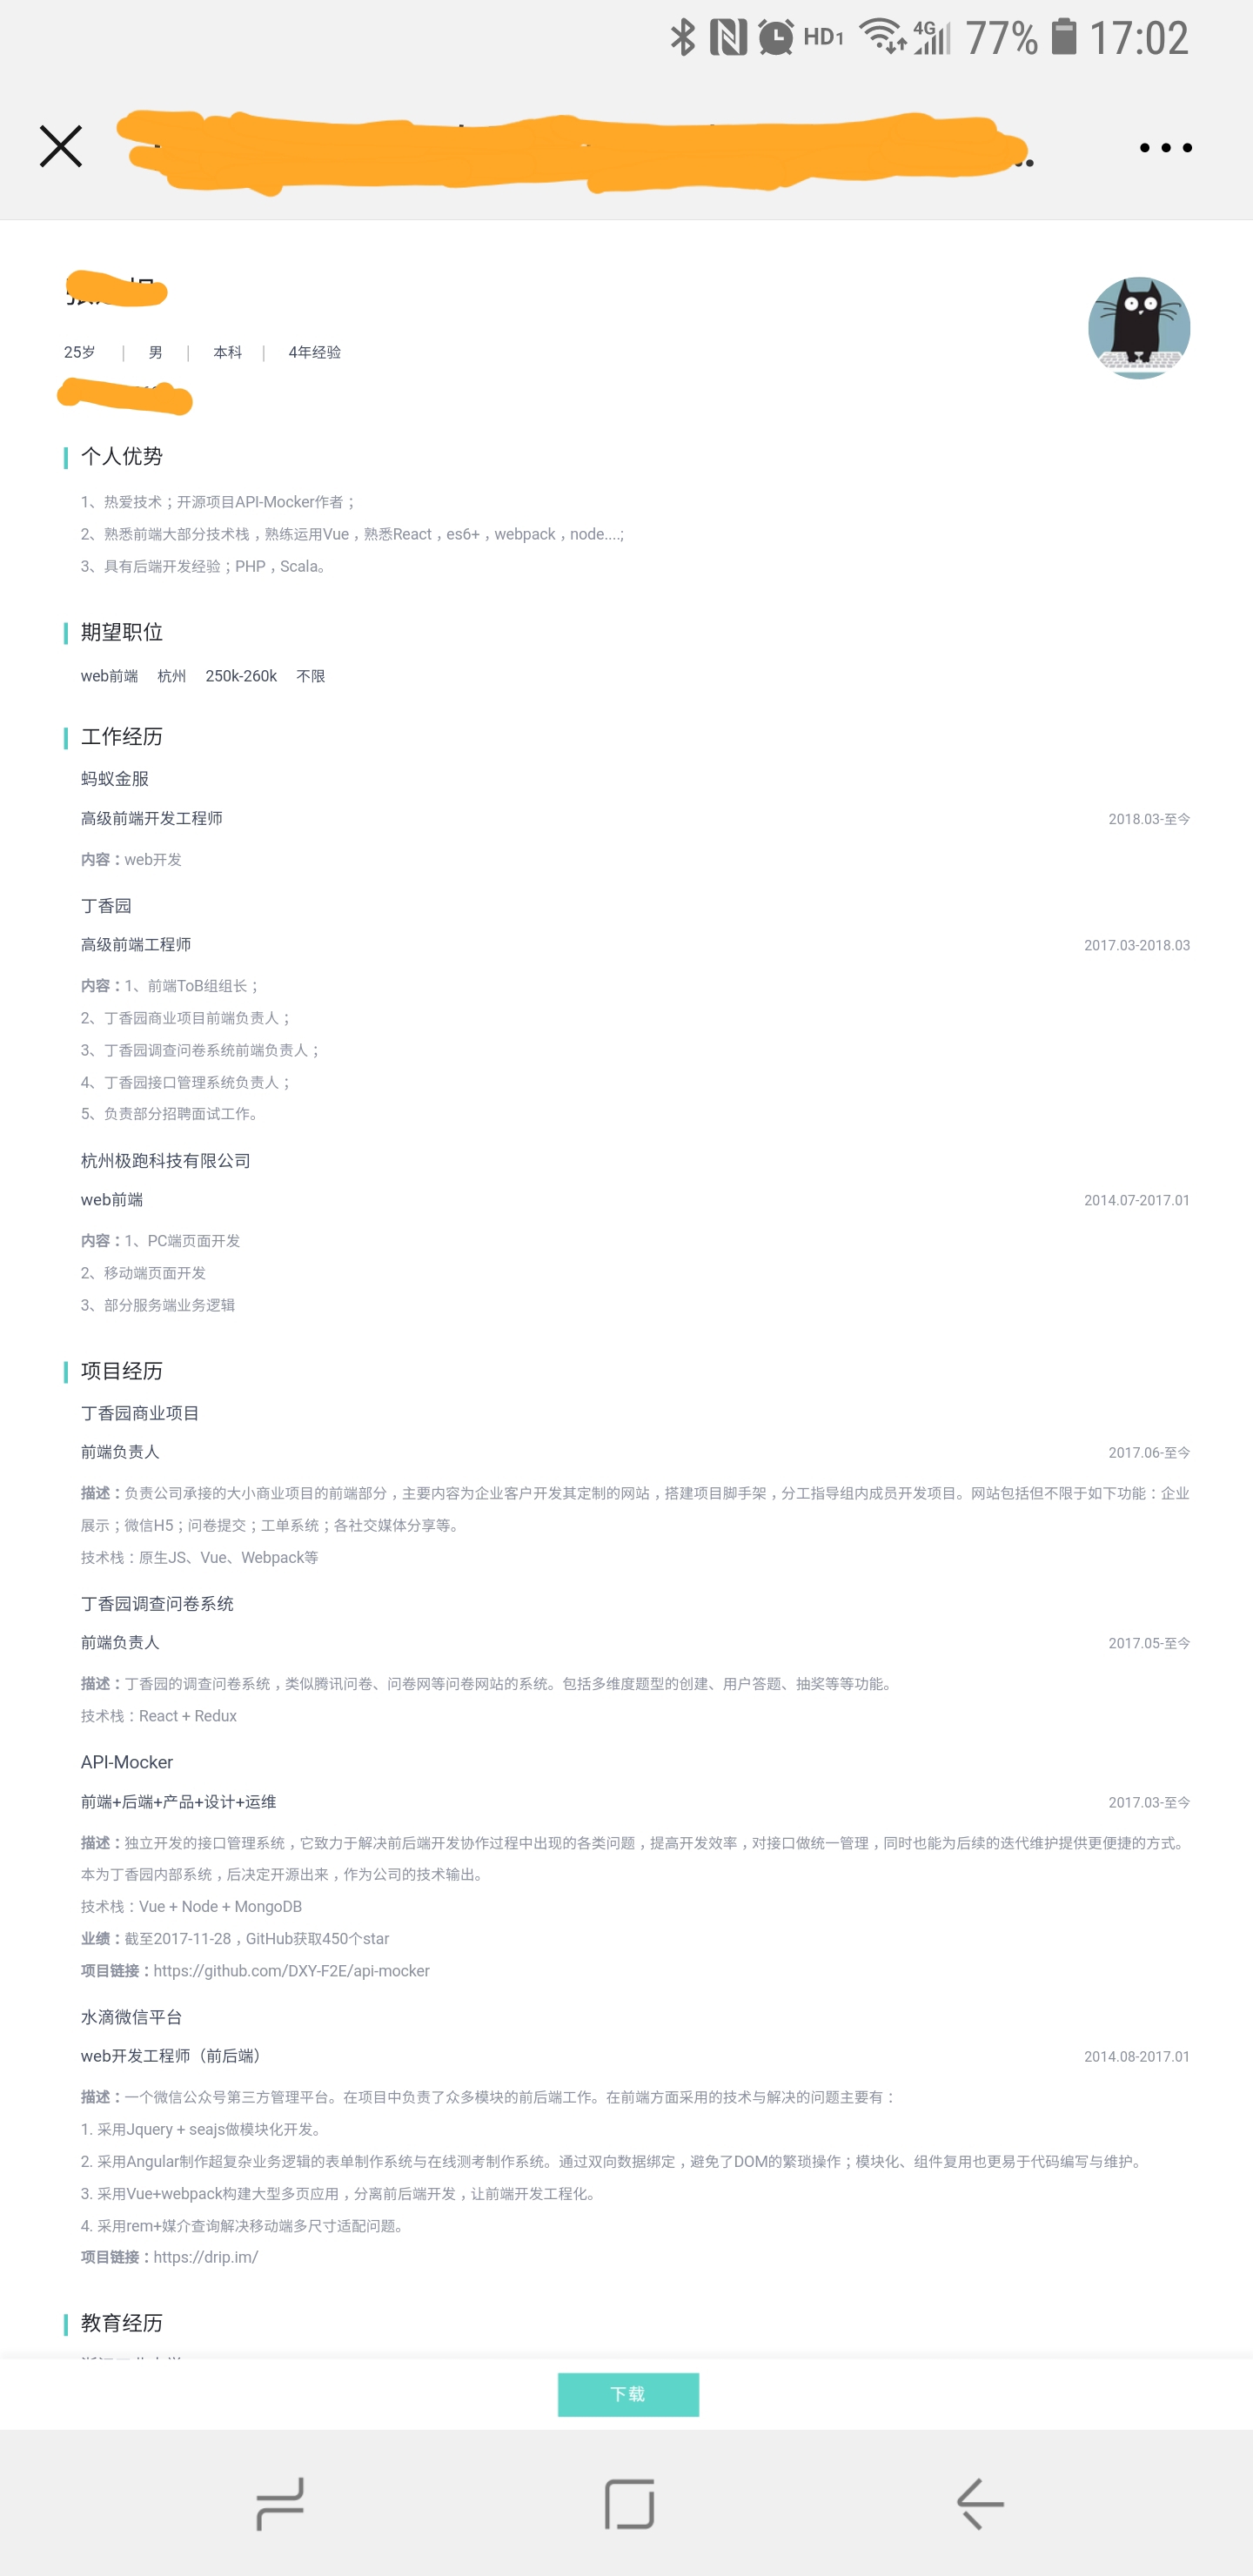 HD1 4G 77% 17:02
25岁 | 男 | 本科 | 4年经验
个人优势
1、热爱技术；开源项目API-Mocker作者；
2、熟悉前端大部分技术栈，熟练运用Vue，熟悉React，es6+，webpack，node....;
3、具有后端开发经验；PHP，Scala。
期望职位
web前端 杭州 250k-260k 不限
工作经历
蚂蚁金服
高级前端开发工程师 2018.03-至今
内容：web开发
丁香园
高级前端工程师 2017.03-2018.03
内容：1、前端ToB组组长；
2、丁香园商业项目前端负责人；
3、丁香园调查问卷系统前端负责人；
4、丁香园接口管理系统负责人；
5、负责部分招聘面试工作。
杭州极跑科技有限公司
web前端 2014.07-2017.01
内容：1、PC端页面开发
2、移动端页面开发
3、部分服务端业务逻辑
项目经历
丁香园商业项目
前端负责人 2017.06-至今
描述：负责公司承接的大小商业项目的前端部分，主要内容为企业客户开发其定制的网站，搭建项目脚手架，分工指导组内成员开发项目。网站包括但不限于如下功能：企业
展示；微信H5；问卷提交；工单系统；各社交媒体分享等。
技术栈：原生JS、Vue、Webpack等
丁香园调查问卷系统
前端负责人 2017.05-至今
描述：丁香园的调查问卷系统，类似腾讯问卷、问卷网等问卷网站的系统。包括多维度题型的创建、用户答题、抽奖等等功能。
技术栈：React + Redux
API-Mocker
前端+后端+产品+设计+运维 2017.03-至今
描述：独立开发的接口管理系统，它致力于解决前后端开发协作过程中出现的各类问题，提高开发效率，对接口做统一管理，同时也能为后续的迭代维护提供更便捷的方式。
本为丁香园内部系统，后决定开源出来，作为公司的技术输出。
技术栈：Vue + Node + MongoDB
业绩：截至2017-11-28，GitHub获取450个star
项目链接：https://github.com/DXY-F2E/api-mocker
水滴微信平台
web开发工程师（前后端） 2014.08-2017.01
描述：一个微信公众号第三方管理平台。在项目中负责了众多模块的前后端工作。在前端方面采用的技术与解决的问题主要有：
1. 采用Jquery + seajs做模块化开发。
2. 采用Angular制作超复杂业务逻辑的表单制作系统与在线测考制作系统。通过双向数据绑定，避免了DOM的繁琐操作；模块化、组件复用也更易于代码编写与维护。
3. 采用Vue+webpack构建大型多页应用，分离前后端开发，让前端开发工程化。
4. 采用rem+媒介查询解决移动端多尺寸适配问题。
项目链接：https://drip.im/
教育经历
下载